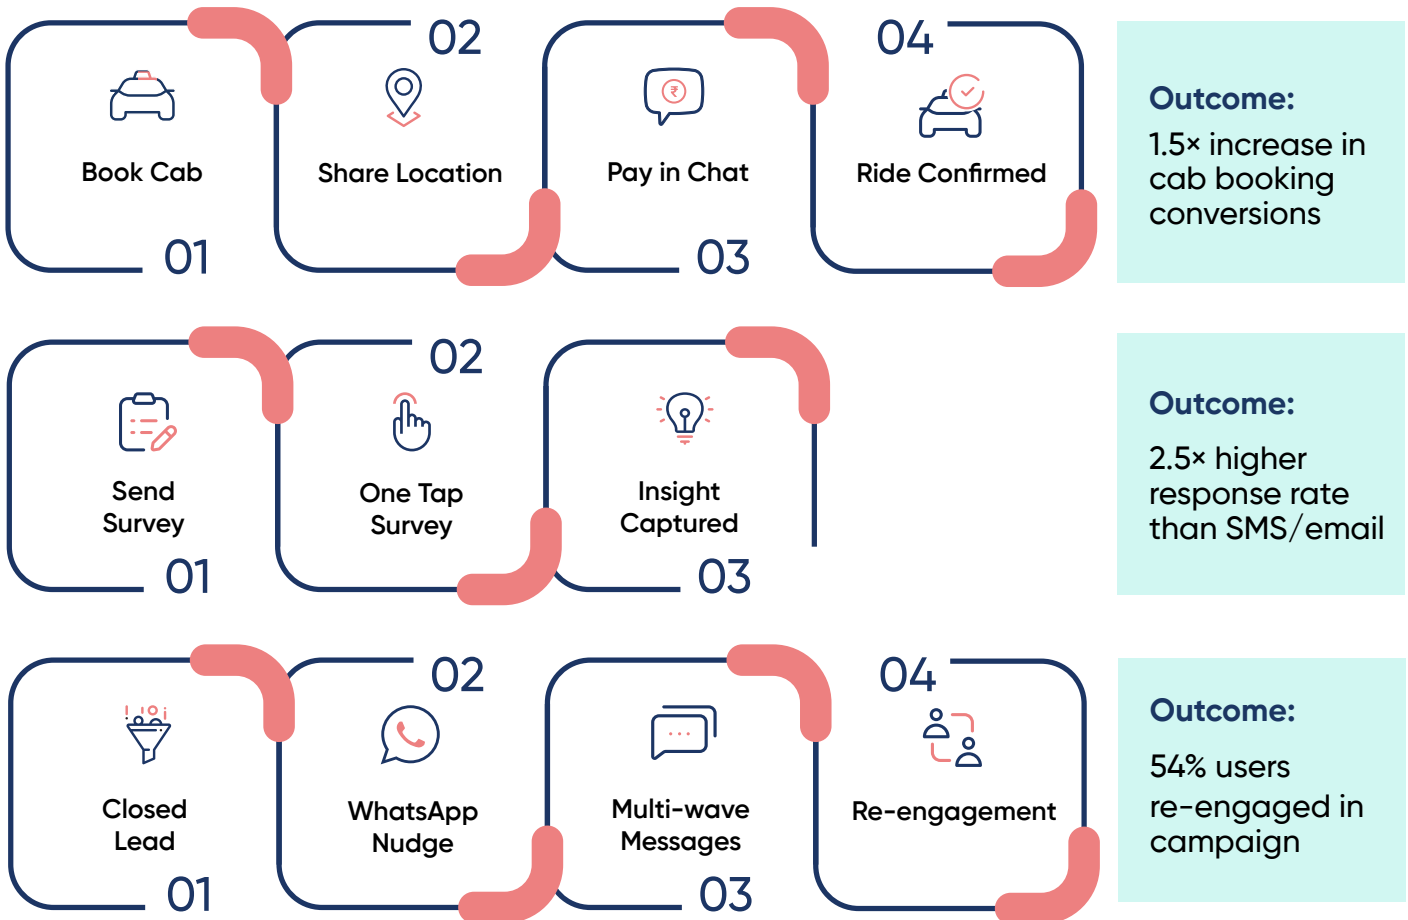 Book Cab
01
02
Share Location
₹
Pay in Chat
03
04
Ride Confirmed
Outcome:
1.5× increase in
cab booking
conversions
Send
Survey
01
02
One Tap
Survey
Insight
Captured
03
Outcome:
2.5× higher
response rate
than SMS/email
Closed
Lead
01
02
WhatsApp
Nudge
Multi-wave
Messages
03
04
Re-engagement
Outcome:
54% users
re-engaged in
campaign